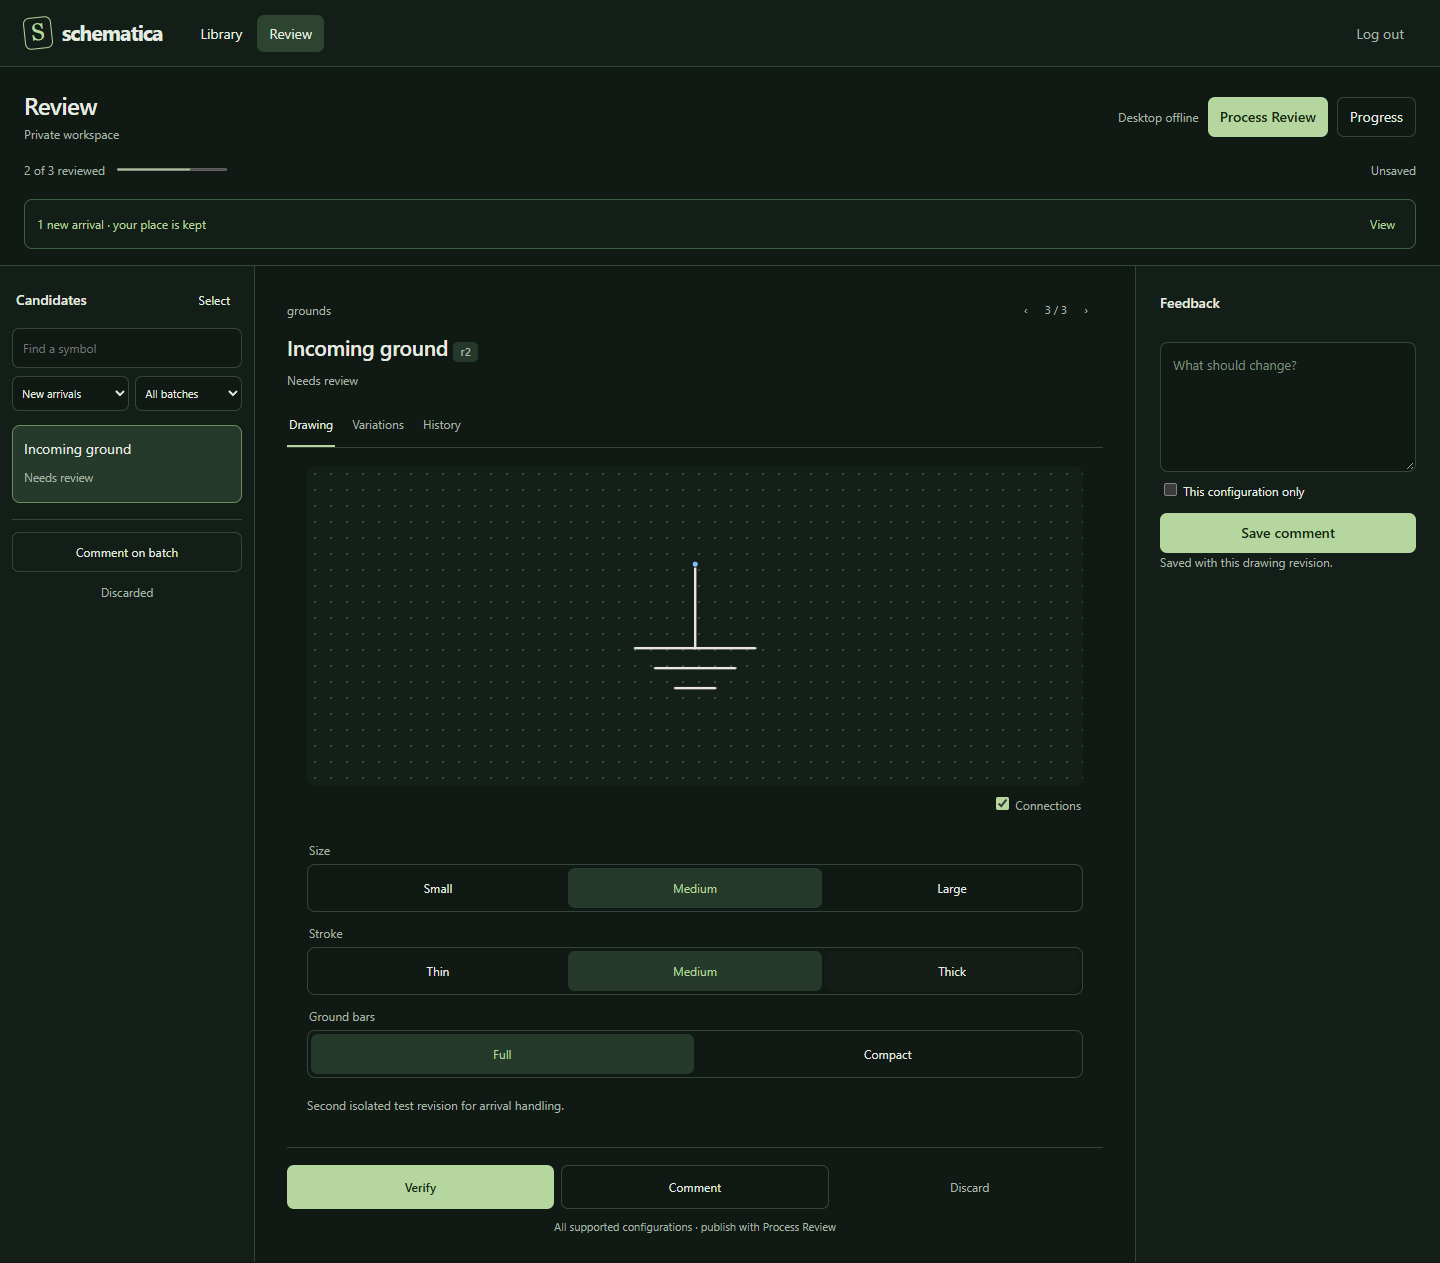 S schematica
Library
Review
Log out
Review
Private workspace
Desktop offline
Process Review
Progress
2 of 3 reviewed
Unsaved
1 new arrival · your place is kept
View
Candidates
Select
Find a symbol
New arrivals
All batches
Incoming ground
Needs review
Comment on batch
Discarded
grounds
‹ 3 / 3 ›
Incoming ground r2
Needs review
Drawing
Variations
History
Connections
Size
Small
Medium
Large
Stroke
Thin
Medium
Thick
Ground bars
Full
Compact
Second isolated test revision for arrival handling.
Verify
Comment
Discard
All supported configurations · publish with Process Review
Feedback
What should change?
This configuration only
Save comment
Saved with this drawing revision.